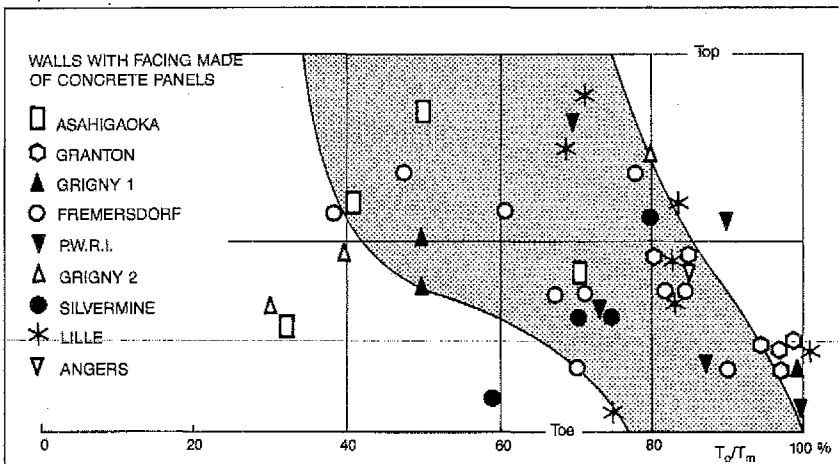 Top
WALLS WITH FACING MADE
OF CONCRETE PANELS
ASAHIGAOKA
GRANTON
GRIGNY 1
FREMERSDORF
P.W.R.I.
GRIGNY 2
SILVERMINE
LILLE
ANGERS
Toe
0 20 40 60 80 To/Tm 100 %